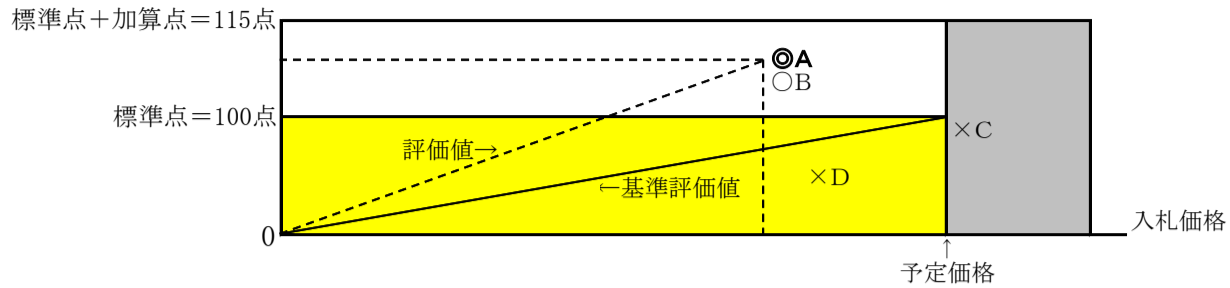 標準点＋加算点＝115点
◎A
○B
標準点＝100点
×C
評価値→
×D
←基準評価値
0
入札価格
↑
予定価格